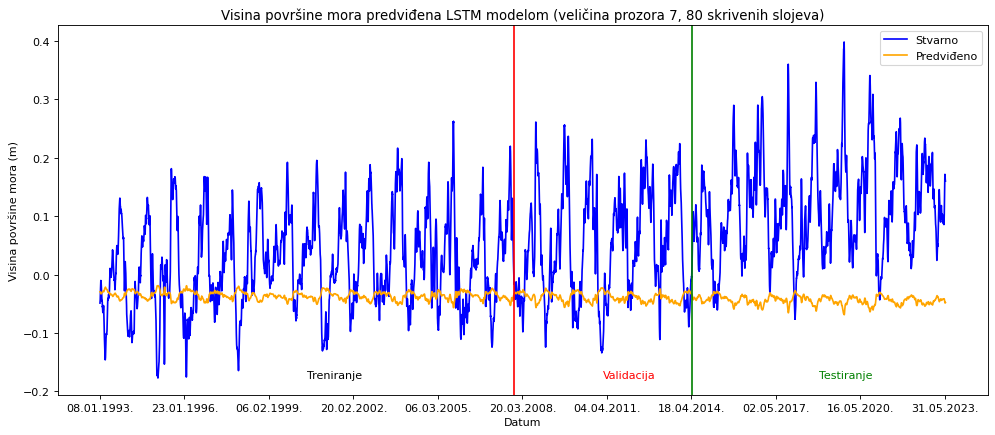 Visina površine mora predviđena LSTM modelom (veličina prozora 7, 80 skrivenih slojeva)
Stvarno
Predviđeno
Visina površine mora (m)
0.4
0.3
0.2
0.1
0.0
−0.1
−0.2
Treniranje
Validacija
Testiranje
08.01.1993.
23.01.1996.
06.02.1999.
20.02.2002.
06.03.2005.
20.03.2008.
04.04.2011.
18.04.2014.
02.05.2017.
16.05.2020.
31.05.2023.
Datum